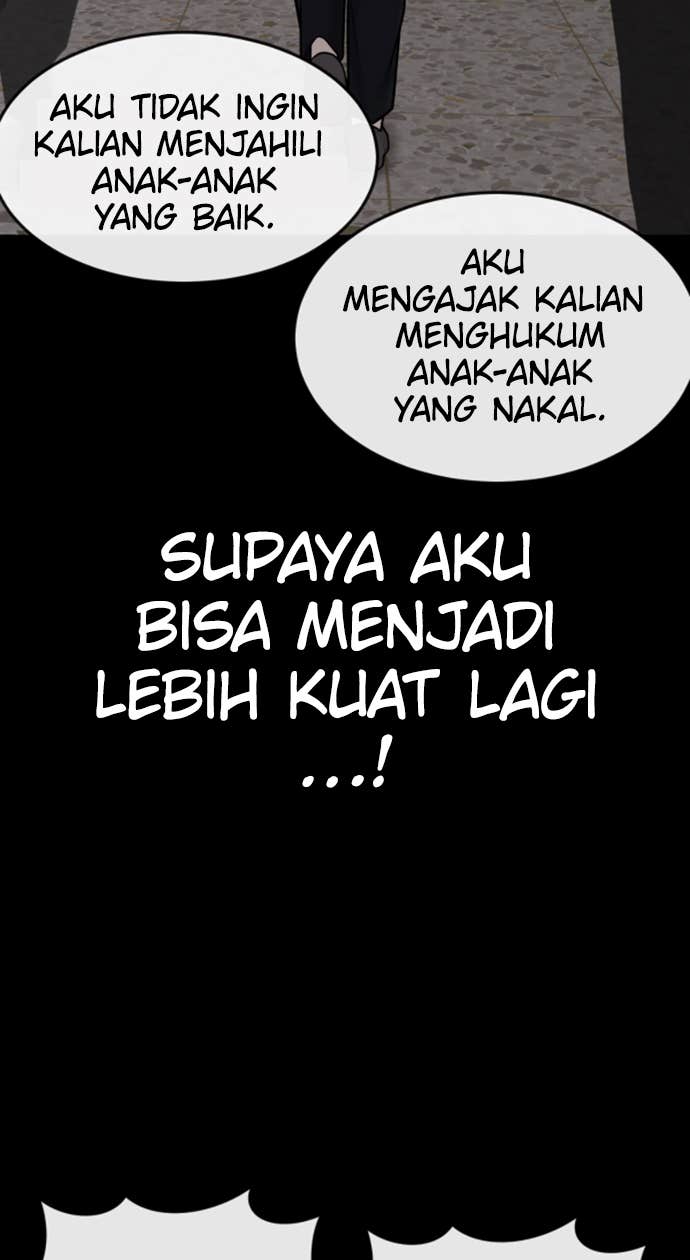 AKU TIDAK INGIN
KALIAN MENJAHILI
ANAK-ANAK
YANG BAIK.
AKU
MENGAJAK KALIAN
MENGHUKUM
ANAK-ANAK
YANG NAKAL.
SUPAYA AKU
BISA MENJADI
LEBIH KUAT LAGI
...!